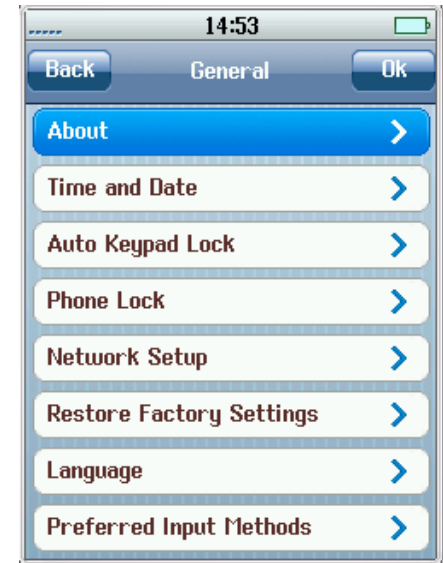 14:53
Back General Ok
About
Time and Date
Auto Keypad Lock
Phone Lock
Network Setup
Restore Factory Settings
Language
Preferred Input Methods